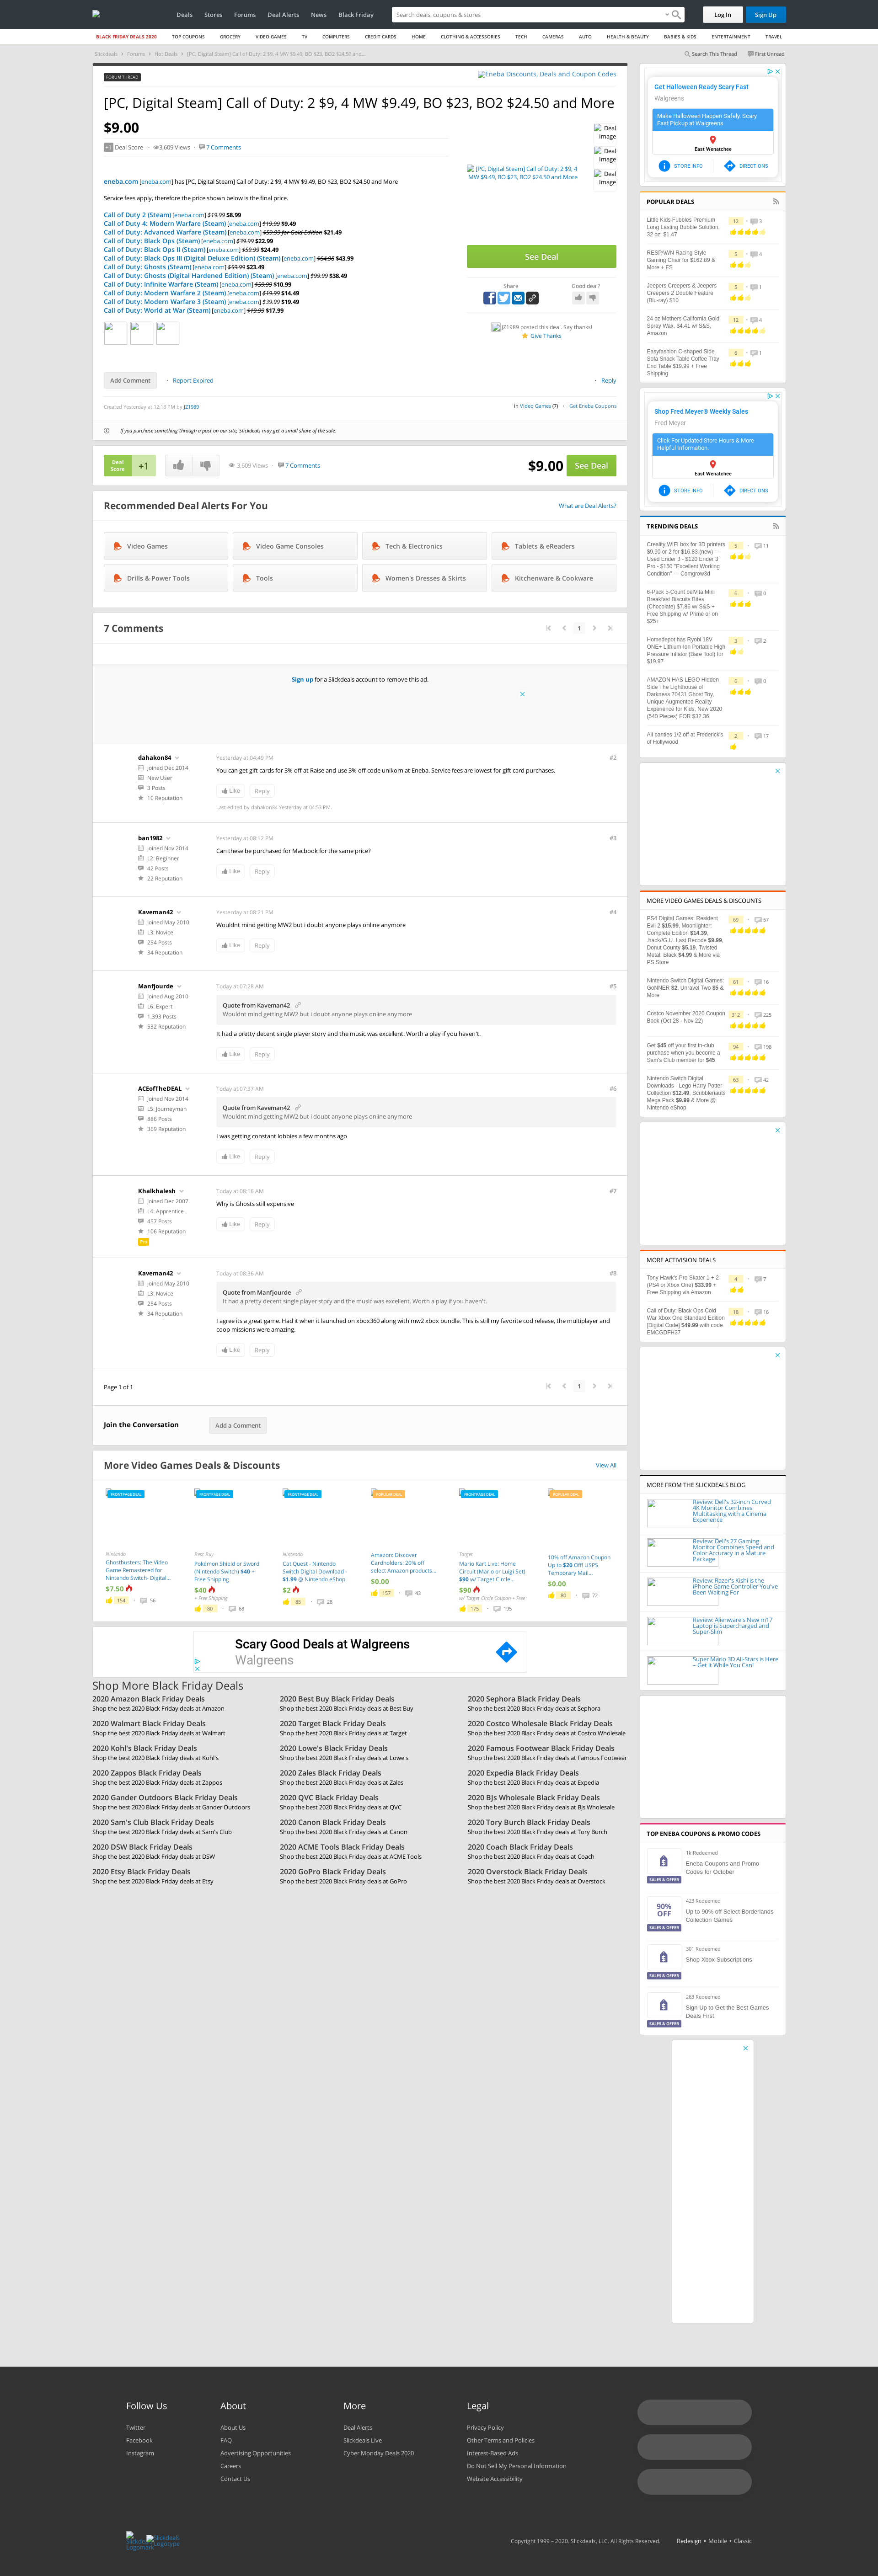 Deals Stores Forums Deal Alerts News Black Friday
Search deals, coupons & stores
Log In Sign Up
BLACK FRIDAY DEALS 2020 TOP COUPONS GROCERY VIDEO GAMES TV COMPUTERS CREDIT CARDS HOME CLOTHING & ACCESSORIES TECH CAMERAS AUTO HEALTH & BEAUTY BABIES & KIDS ENTERTAINMENT TRAVEL
Slickdeals Forums Hot Deals [PC, Digital Steam] Call of Duty: 2 $9, 4 MW $9.49, BO $23, BO2 $24.50 and...
Search This Thread First Unread
FORUM THREAD
Eneba Discounts, Deals and Coupon Codes
[PC, Digital Steam] Call of Duty: 2 $9, 4 MW $9.49, BO $23, BO2 $24.50 and More
$9.00
+1 Deal Score 3,609 Views 7 Comments
Deal Image
Deal Image
Deal Image
[PC, Digital Steam] Call of Duty: 2 $9, 4 MW $9.49, BO $23, BO2 $24.50 and More
eneba.com [eneba.com] has [PC, Digital Steam] Call of Duty: 2 $9, 4 MW $9.49, BO $23, BO2 $24.50 and More
Service fees apply, therefore the price shown below is the final price.
Call of Duty 2 (Steam) [eneba.com] $19.99 $8.99
Call of Duty 4: Modern Warfare (Steam) [eneba.com] $19.99 $9.49
Call of Duty: Advanced Warfare (Steam) [eneba.com] $59.99 for Gold Edition $21.49
Call of Duty: Black Ops (Steam) [eneba.com] $39.99 $22.99
Call of Duty: Black Ops II (Steam) [eneba.com] $59.99 $24.49
Call of Duty: Black Ops III (Digital Deluxe Edition) (Steam) [eneba.com] $64.98 $43.99
Call of Duty: Ghosts (Steam) [eneba.com] $59.99 $23.49
Call of Duty: Ghosts (Digital Hardened Edition) (Steam) [eneba.com] $99.99 $38.49
Call of Duty: Infinite Warfare (Steam) [eneba.com] $59.99 $10.99
Call of Duty: Modern Warfare 2 (Steam) [eneba.com] $19.99 $14.49
Call of Duty: Modern Warfare 3 (Steam) [eneba.com] $39.99 $19.49
Call of Duty: World at War (Steam) [eneba.com] $19.99 $17.99
See Deal
Share Good deal?
JZ1989 posted this deal. Say thanks!
Give Thanks
Add Comment Report Expired Reply
Created Yesterday at 12:18 PM by JZ1989
in Video Games (7) Get Eneba Coupons
If you purchase something through a post on our site, Slickdeals may get a small share of the sale.
Deal Score +1 3,609 Views 7 Comments $9.00 See Deal
Recommended Deal Alerts For You
What are Deal Alerts?
Video Games Video Game Consoles Tech & Electronics Tablets & eReaders
Drills & Power Tools Tools Women's Dresses & Skirts Kitchenware & Cookware
7 Comments
1
Sign up for a Slickdeals account to remove this ad.
dahakon84
Joined Dec 2014
New User
3 Posts
10 Reputation
Yesterday at 04:49 PM #2
You can get gift cards for 3% off at Raise and use 3% off code unikorn at Eneba. Service fees are lowest for gift card purchases.
Like Reply
Last edited by dahakon84 Yesterday at 04:53 PM.
ban1982
Joined Nov 2014
L2: Beginner
42 Posts
22 Reputation
Yesterday at 08:12 PM #3
Can these be purchased for Macbook for the same price?
Like Reply
Kaveman42
Joined May 2010
L3: Novice
254 Posts
34 Reputation
Yesterday at 08:21 PM #4
Wouldnt mind getting MW2 but i doubt anyone plays online anymore
Like Reply
Manfjourde
Joined Aug 2010
L6: Expert
1,393 Posts
532 Reputation
Today at 07:28 AM #5
Quote from Kaveman42
Wouldnt mind getting MW2 but i doubt anyone plays online anymore
It had a pretty decent single player story and the music was excellent. Worth a play if you haven't.
Like Reply
ACEofTheDEAL
Joined Nov 2014
L5: Journeyman
886 Posts
369 Reputation
Today at 07:37 AM #6
Quote from Kaveman42
Wouldnt mind getting MW2 but i doubt anyone plays online anymore
I was getting constant lobbies a few months ago
Like Reply
Khalkhalesh
Joined Dec 2007
L4: Apprentice
457 Posts
106 Reputation
Pro
Today at 08:16 AM #7
Why is Ghosts still expensive
Like Reply
Kaveman42
Joined May 2010
L3: Novice
254 Posts
34 Reputation
Today at 08:36 AM #8
Quote from Manfjourde
It had a pretty decent single player story and the music was excellent. Worth a play if you haven't.
I agree its a great game. Had it when it launched on xbox360 along with mw2 xbox bundle. This is still my favorite cod release, the multiplayer and coop missions were amazing.
Like Reply
Page 1 of 1 1
Join the Conversation Add a Comment
More Video Games Deals & Discounts
View All
FRONTPAGE DEAL
Nintendo
Ghostbusters: The Video Game Remastered for Nintendo Switch- Digital...
$7.50
154 56
FRONTPAGE DEAL
Best Buy
Pokémon Shield or Sword (Nintendo Switch) $40 + Free Shipping
$40
+ Free Shipping
80 68
FRONTPAGE DEAL
Nintendo
Cat Quest - Nintendo Switch Digital Download - $1.99 @ Nintendo eShop
$2
85 28
POPULAR DEAL
Amazon: Discover Cardholders: 20% off select Amazon products...
$0.00
157 43
FRONTPAGE DEAL
Target
Mario Kart Live: Home Circuit (Mario or Luigi Set) $90 w/ Target Circle...
$90
w/ Target Circle Coupon + Free
175 195
POPULAR DEAL
10% off Amazon Coupon Up to $20 Off! USPS Temporary Mail...
$0.00
80 72
Scary Good Deals at Walgreens
Walgreens
Shop More Black Friday Deals
2020 Amazon Black Friday Deals
Shop the best 2020 Black Friday deals at Amazon
2020 Best Buy Black Friday Deals
Shop the best 2020 Black Friday deals at Best Buy
2020 Sephora Black Friday Deals
Shop the best 2020 Black Friday deals at Sephora
2020 Walmart Black Friday Deals
Shop the best 2020 Black Friday deals at Walmart
2020 Target Black Friday Deals
Shop the best 2020 Black Friday deals at Target
2020 Costco Wholesale Black Friday Deals
Shop the best 2020 Black Friday deals at Costco Wholesale
2020 Kohl's Black Friday Deals
Shop the best 2020 Black Friday deals at Kohl's
2020 Lowe's Black Friday Deals
Shop the best 2020 Black Friday deals at Lowe's
2020 Famous Footwear Black Friday Deals
Shop the best 2020 Black Friday deals at Famous Footwear
2020 Zappos Black Friday Deals
Shop the best 2020 Black Friday deals at Zappos
2020 Zales Black Friday Deals
Shop the best 2020 Black Friday deals at Zales
2020 Expedia Black Friday Deals
Shop the best 2020 Black Friday deals at Expedia
2020 Gander Outdoors Black Friday Deals
Shop the best 2020 Black Friday deals at Gander Outdoors
2020 QVC Black Friday Deals
Shop the best 2020 Black Friday deals at QVC
2020 BJs Wholesale Black Friday Deals
Shop the best 2020 Black Friday deals at BJs Wholesale
2020 Sam's Club Black Friday Deals
Shop the best 2020 Black Friday deals at Sam's Club
2020 Canon Black Friday Deals
Shop the best 2020 Black Friday deals at Canon
2020 Tory Burch Black Friday Deals
Shop the best 2020 Black Friday deals at Tory Burch
2020 DSW Black Friday Deals
Shop the best 2020 Black Friday deals at DSW
2020 ACME Tools Black Friday Deals
Shop the best 2020 Black Friday deals at ACME Tools
2020 Coach Black Friday Deals
Shop the best 2020 Black Friday deals at Coach
2020 Etsy Black Friday Deals
Shop the best 2020 Black Friday deals at Etsy
2020 GoPro Black Friday Deals
Shop the best 2020 Black Friday deals at GoPro
2020 Overstock Black Friday Deals
Shop the best 2020 Black Friday deals at Overstock
Get Halloween Ready Scary Fast
Walgreens
Make Halloween Happen Safely. Scary Fast Pickup at Walgreens
East Wenatchee
STORE INFO DIRECTIONS
POPULAR DEALS
Little Kids Fubbles Premium Long Lasting Bubble Solution, 32 oz: $1.47 12 3
RESPAWN Racing Style Gaming Chair for $162.69 & More + FS 5 4
Jeepers Creepers & Jeepers Creepers 2 Double Feature (Blu-ray) $10 5 1
24 oz Mothers California Gold Spray Wax, $4.41 w/ S&S, Amazon 12 4
Easyfashion C-shaped Side Sofa Snack Table Coffee Tray End Table $19.99 + Free Shipping 6 1
Shop Fred Meyer® Weekly Sales
Fred Meyer
Click For Updated Store Hours & More Helpful Information.
East Wenatchee
STORE INFO DIRECTIONS
TRENDING DEALS
Creality WIFI box for 3D printers $9.90 or 2 for $16.83 (new) --- Used Ender 3 - $120 Ender 3 Pro - $150 "Excellent Working Condition" --- Comgrow3d 5 11
6-Pack 5-Count belVita Mini Breakfast Biscuits Bites (Chocolate) $7.86 w/ S&S + Free Shipping w/ Prime or on $25+ 6 0
Homedepot has Ryobi 18V ONE+ Lithium-Ion Portable High Pressure Inflator (Bare Tool) for $19.97 3 2
AMAZON HAS LEGO Hidden Side The Lighthouse of Darkness 70431 Ghost Toy, Unique Augmented Reality Experience for Kids, New 2020 (540 Pieces) FOR $32.36 6 0
All panties 1/2 off at Frederick's of Hollywood 2 17
MORE VIDEO GAMES DEALS & DISCOUNTS
PS4 Digital Games: Resident Evil 2 $15.99, Moonlighter: Complete Edition $14.39, .hack/G.U. Last Recode $9.99, Donut County $5.19, Twisted Metal: Black $4.99 & More via PS Store 69 57
Nintendo Switch Digital Games: GoNNER $2, Unravel Two $5 & More 61 16
Costco November 2020 Coupon Book (Oct 28 - Nov 22) 312 225
Get $45 off your first in-club purchase when you become a Sam's Club member for $45 94 198
Nintendo Switch Digital Downloads - Lego Harry Potter Collection $12.49, Scribblenauts Mega Pack $9.99 & More @ Nintendo eShop 63 42
MORE ACTIVISION DEALS
Tony Hawk's Pro Skater 1 + 2 (PS4 or Xbox One) $33.99 + Free Shipping via Amazon 4 7
Call of Duty: Black Ops Cold War Xbox One Standard Edition [Digital Code] $49.99 with code EMCGDFH37 18 16
MORE FROM THE SLICKDEALS BLOG
Review: Dell's 32-inch Curved 4K Monitor Combines Multitasking with a Cinema Experience
Review: Dell's 27 Gaming Monitor Combines Speed and Color Accuracy in a Mature Package
Review: Razer's Kishi is the iPhone Game Controller You've Been Waiting For
Review: Alienware's New m17 Laptop is Supercharged and Super-Slim
Super Mario 3D All-Stars is Here – Get it While You Can!
TOP ENEBA COUPONS & PROMO CODES
1k Redeemed
Eneba Coupons and Promo Codes for October
SALES & OFFER
90% OFF
423 Redeemed
Up to 90% off Select Borderlands Collection Games
SALES & OFFER
301 Redeemed
Shop Xbox Subscriptions
SALES & OFFER
263 Redeemed
Sign Up to Get the Best Games Deals First
SALES & OFFER
Follow Us
Twitter
Facebook
Instagram
About
About Us
FAQ
Advertising Opportunities
Careers
Contact Us
More
Deal Alerts
Slickdeals Live
Cyber Monday Deals 2020
Legal
Privacy Policy
Other Terms and Policies
Interest-Based Ads
Do Not Sell My Personal Information
Website Accessibility
Slickdeals Logotype
Copyright 1999 – 2020. Slickdeals, LLC. All Rights Reserved. Redesign • Mobile • Classic